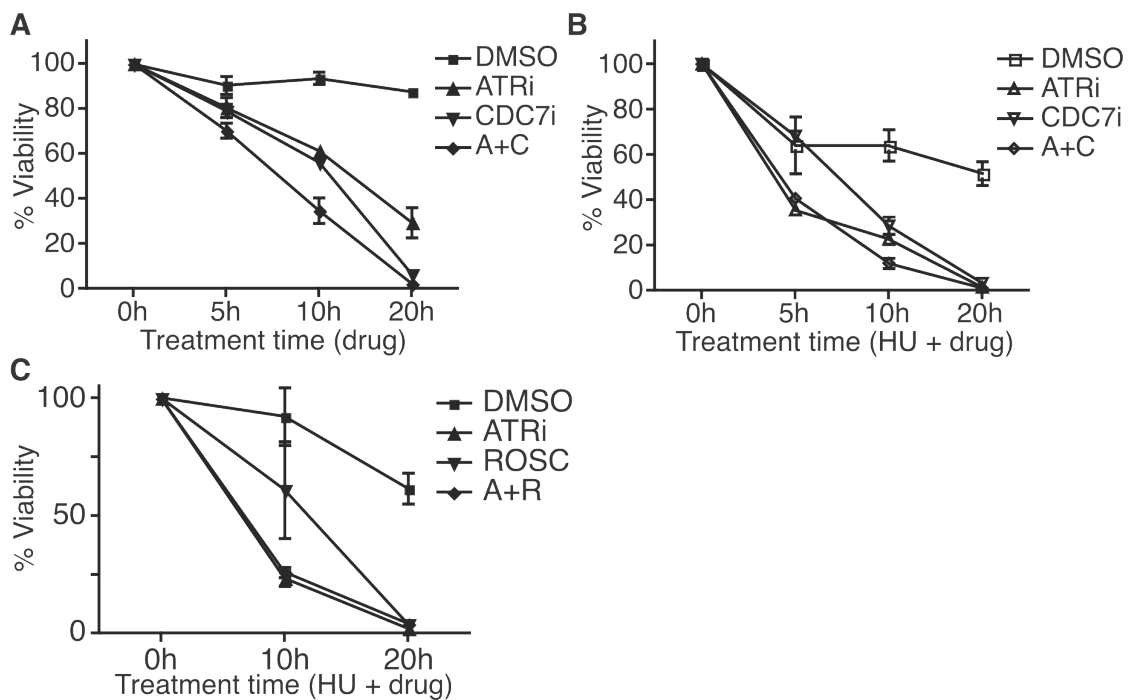 A
% Viability
100
80
60
40
20
0
0h 5h 10h 20h
Treatment time (drug)
DMSO
ATRi
CDC7i
A+C
B
% Viability
100
80
60
40
20
0
0h 5h 10h 20h
Treatment time (HU + drug)
DMSO
ATRi
CDC7i
A+C
C
% Viability
100
50
0
0h 10h 20h
Treatment time (HU + drug)
DMSO
ATRi
ROSC
A+R